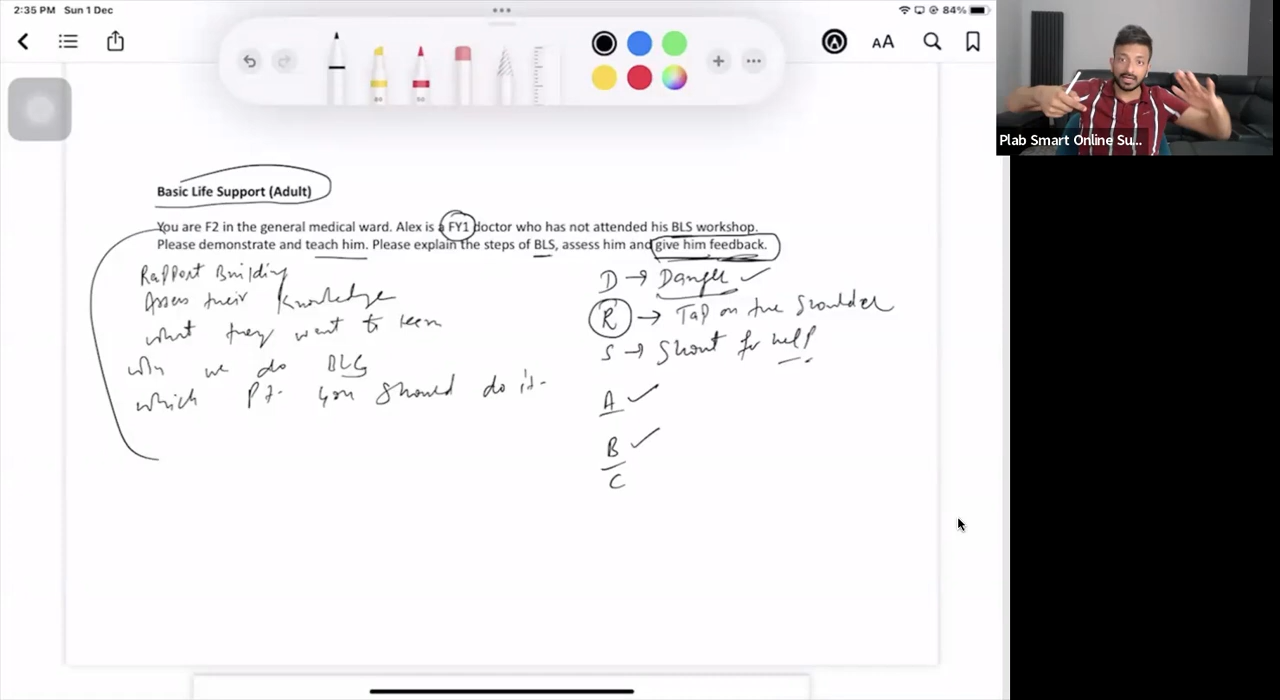 2:35 PM Sun 1 Dec
84%
AA
Plab Smart Online Su...
Basic Life Support (Adult)
You are F2 in the general medical ward. Alex is a FY1 doctor who has not attended his BLS workshop.
Please demonstrate and teach him. Please explain the steps of BLS, assess him and give him feedback.
Rapport Building
Assess their Knowledge
what they want to learn
why we do BLS
which Pt. you should do it.
D → Danger ✓
R → Tap on the shoulder
S → Shout for help
A ✓
B ✓
C